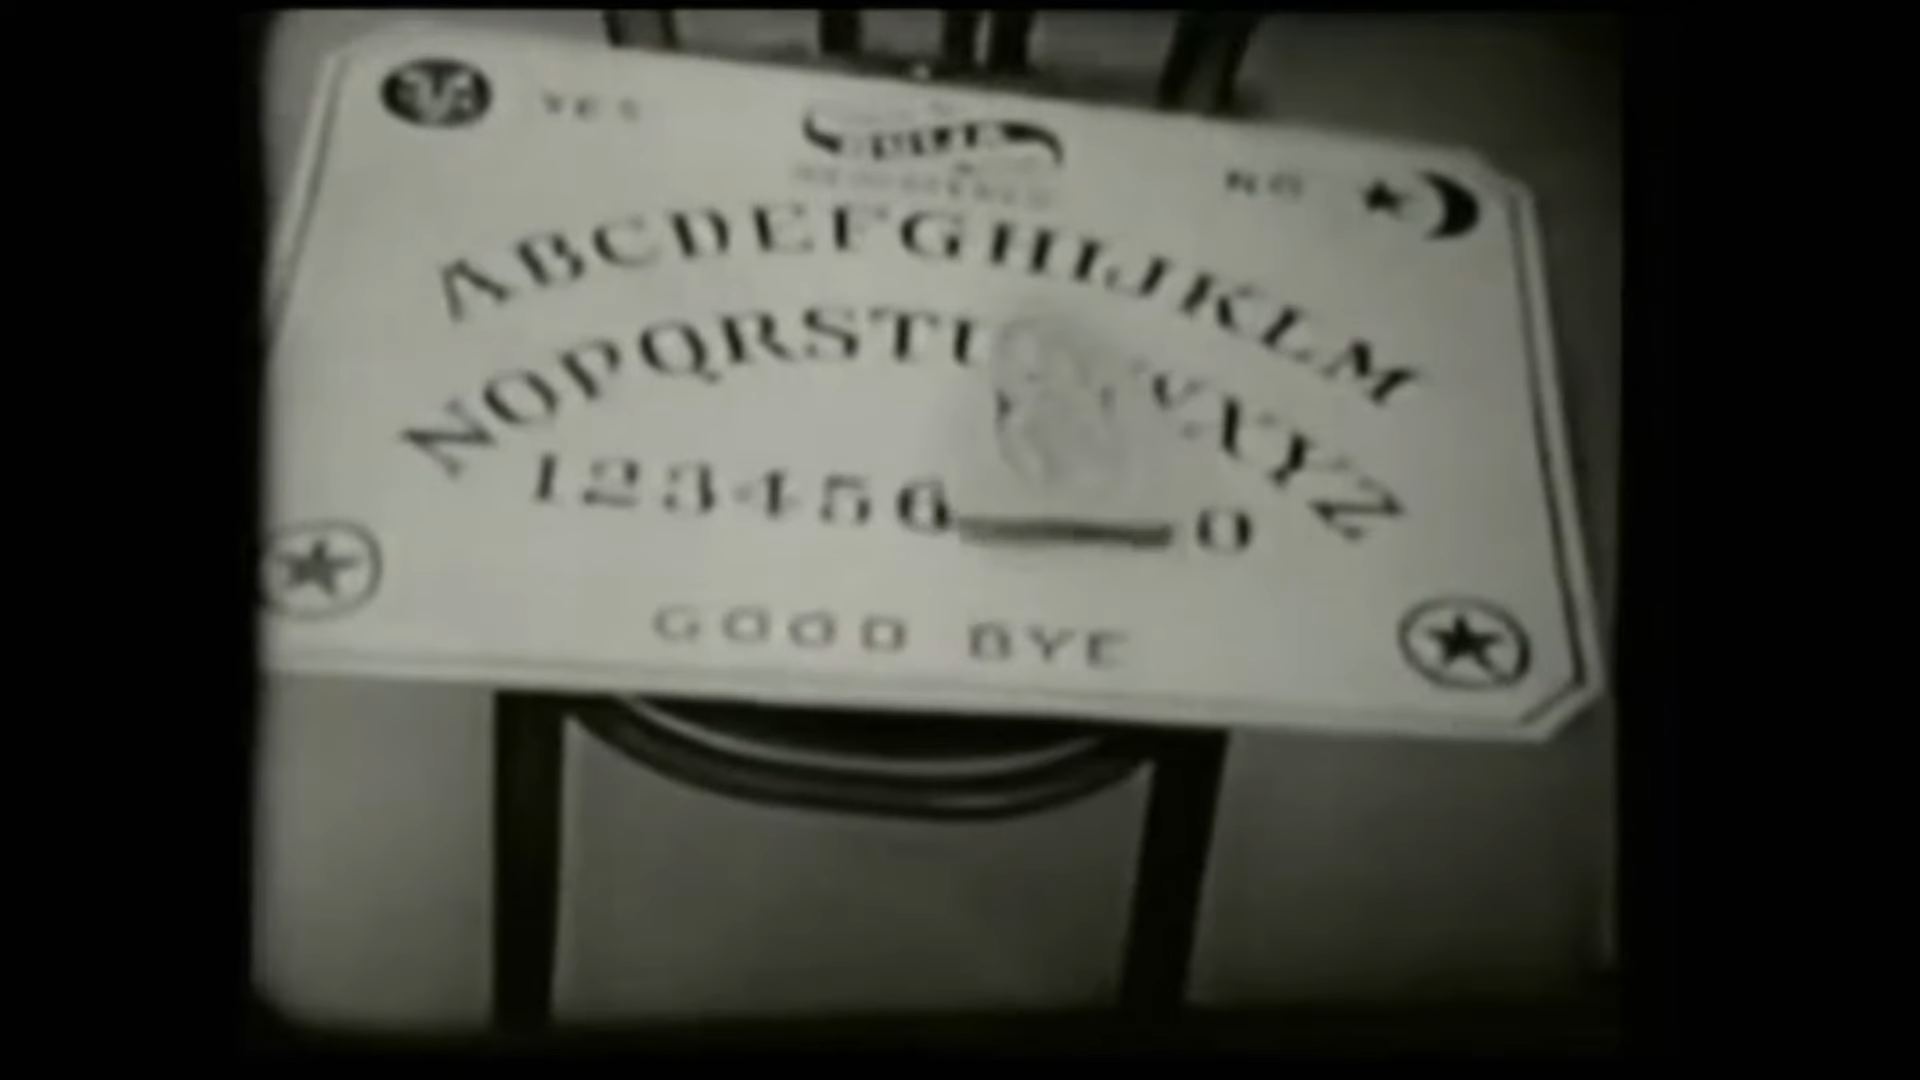 YES
NO
ABCDEFGHIJKLM
NOPQRST XYZ
123456 0
GOOD BYE